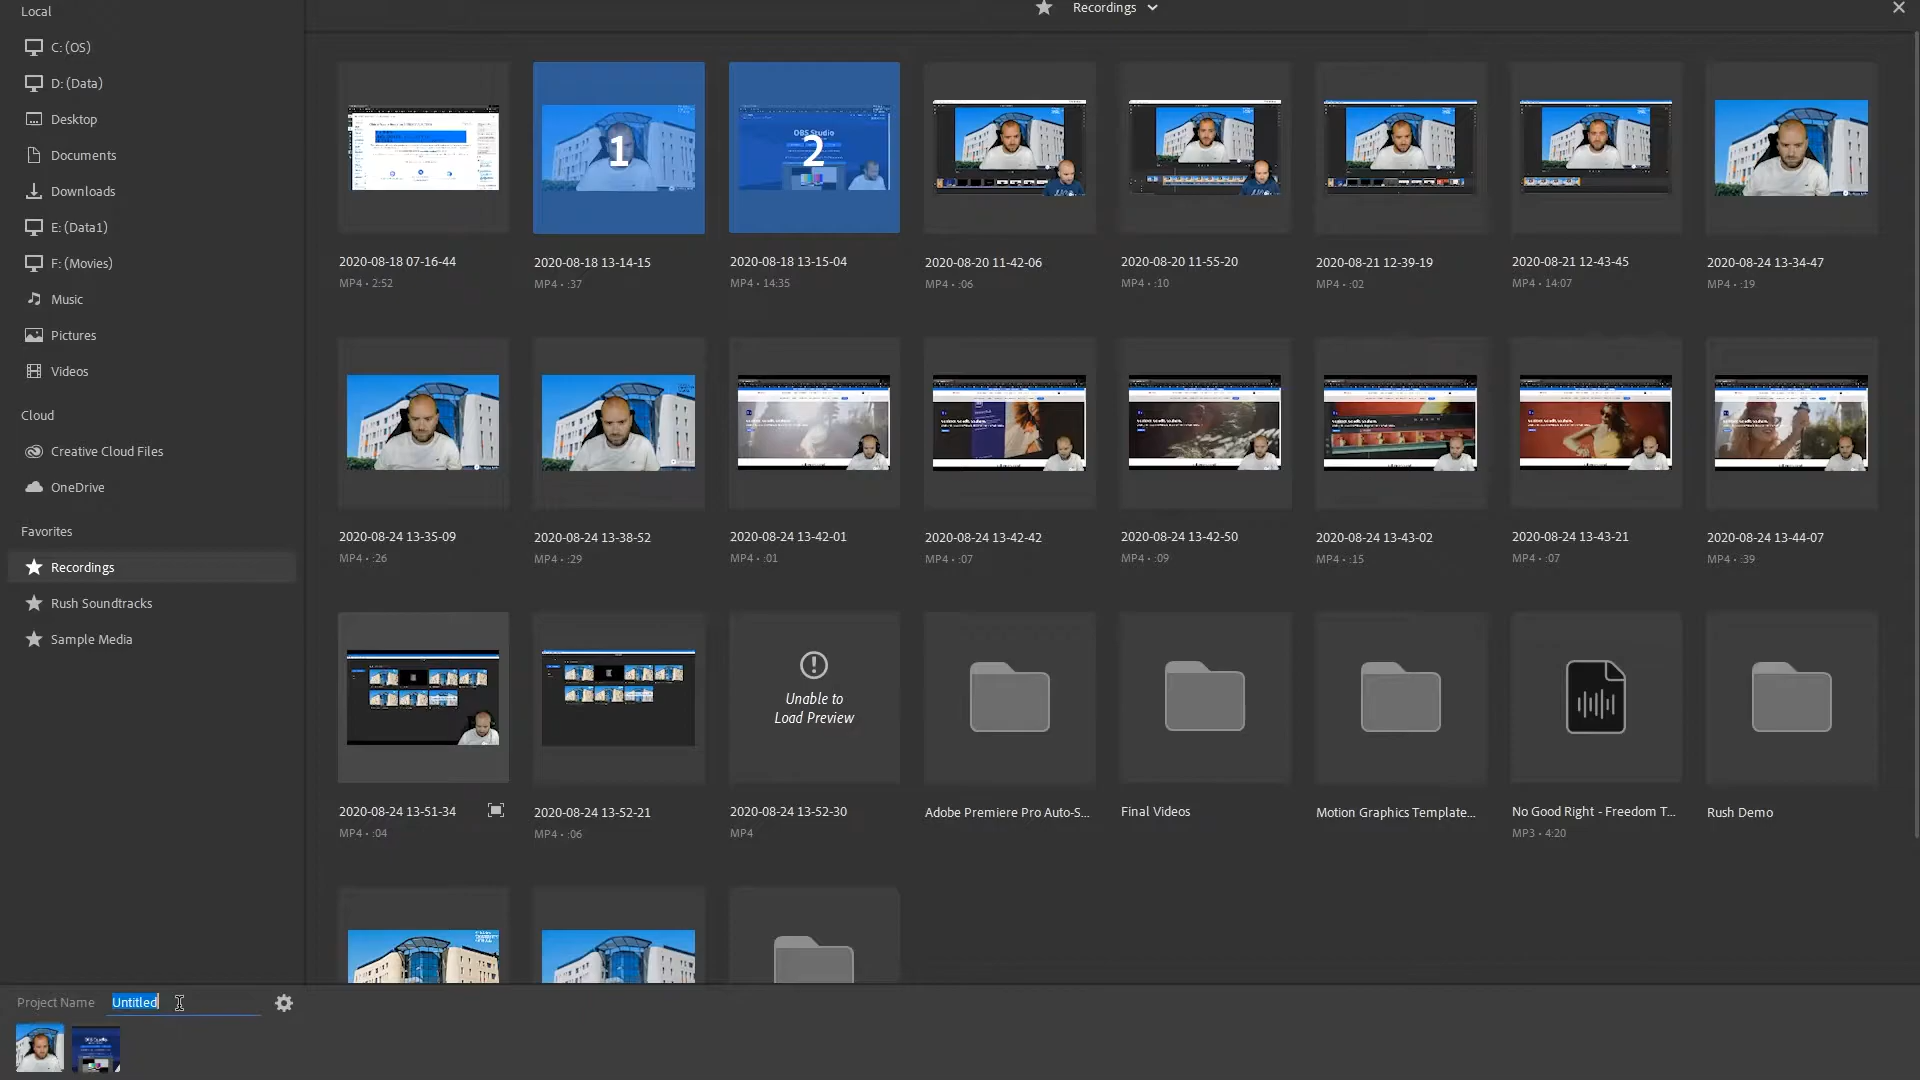 Local
Recordings
C: (OS)
D: (Data)
Desktop
Documents
Downloads
E: (Data1)
F: (Movies)
Music
Pictures
Videos
Cloud
Creative Cloud Files
OneDrive
Favorites
Recordings
Rush Soundtracks
Sample Media
1
OBS Studio
2
2020-08-18 07-16-44
MP4 • 2:52
2020-08-18 13-14-15
MP4 • :37
2020-08-18 13-15-04
MP4 • 14:35
2020-08-20 11-42-06
MP4 • :06
2020-08-20 11-55-20
MP4 • :10
2020-08-21 12-39-19
MP4 • :02
2020-08-21 12-43-45
MP4 • 14:07
2020-08-24 13-34-47
MP4 • :19
2020-08-24 13-35-09
MP4 • :26
2020-08-24 13-38-52
MP4 • :29
2020-08-24 13-42-01
MP4 • :01
2020-08-24 13-42-42
MP4 • :07
2020-08-24 13-42-50
MP4 • :09
2020-08-24 13-43-02
MP4 • :15
2020-08-24 13-43-21
MP4 • :07
2020-08-24 13-44-07
MP4 • :39
Unable to
Load Preview
2020-08-24 13-51-34
MP4 • :04
2020-08-24 13-52-21
MP4 • :06
2020-08-24 13-52-30
MP4
Adobe Premiere Pro Auto-S...
Final Videos
Motion Graphics Template...
No Good Right - Freedom T...
MP3 • 4:20
Rush Demo
Project Name
Untitled